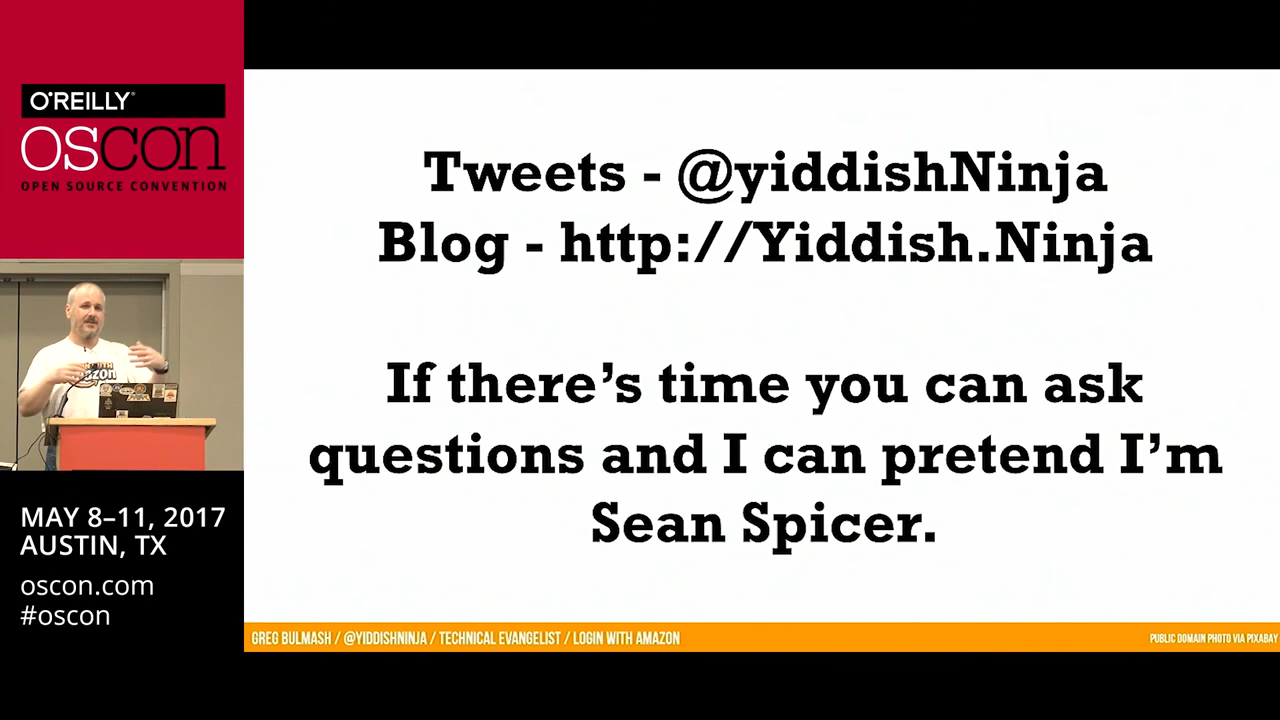 O'REILLY®
OSCON
OPEN SOURCE CONVENTION
MAY 8–11, 2017
AUSTIN, TX
oscon.com
#oscon
Tweets - @yiddishNinja
Blog - http://Yiddish.Ninja
If there’s time you can ask
questions and I can pretend I’m
Sean Spicer.
GREG BULMASH / @YIDDISHNINJA / TECHNICAL EVANGELIST / LOGIN WITH AMAZON
PUBLIC DOMAIN PHOTO VIA PIXABAY